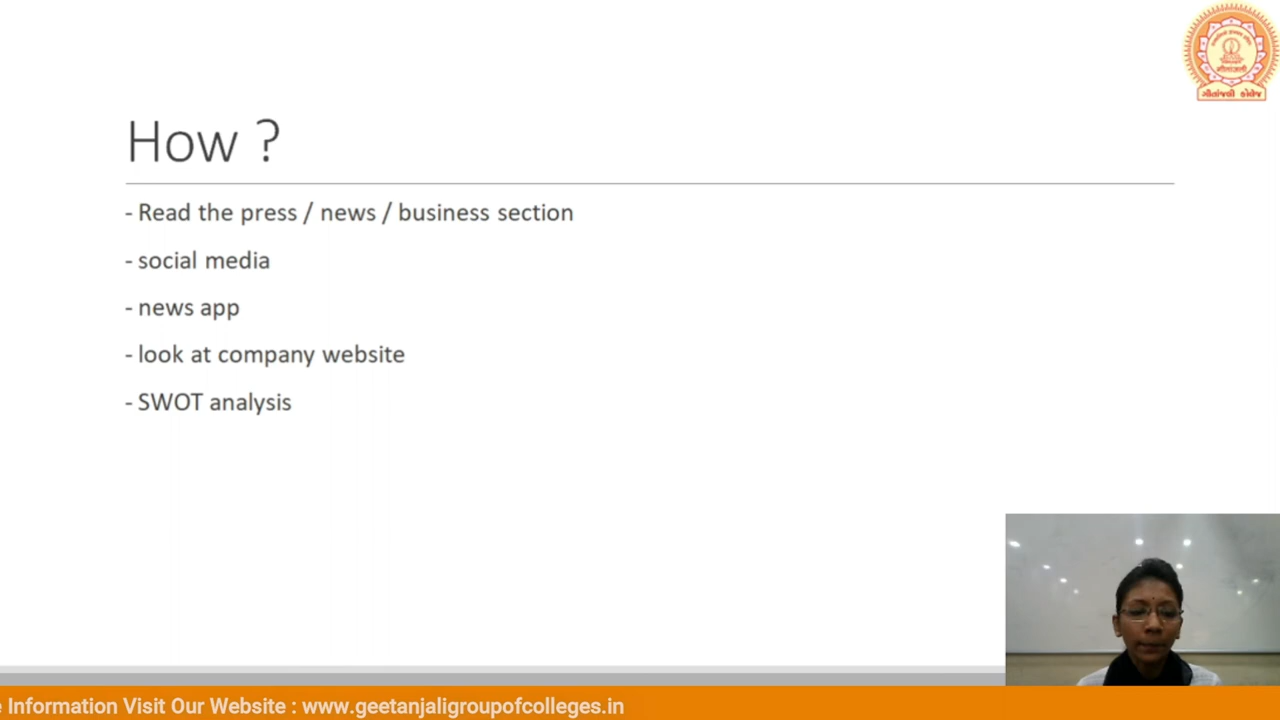 How ?
- Read the press / news / business section
- social media
- news app
- look at company website
- SWOT analysis
ગીતાંજલી કોલેજ
Information Visit Our Website : www.geetanjaligroupofcolleges.in